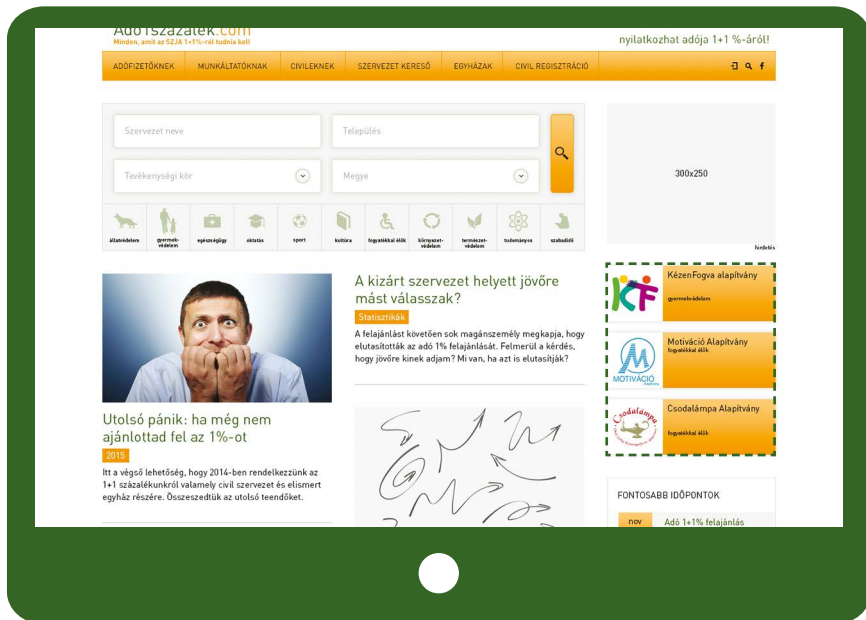 Adó1százalék.com
Minden, amit az SZJA 1+1%-ról tudnia kell
nyilatkozhat adója 1+1 %-áról!
ADÓFIZETŐKNEK
MUNKÁLTATÓKNAK
CIVILEKNEK
SZERVEZET KERESŐ
EGYHÁZAK
CIVIL REGISZTRÁCIÓ
Szervezet neve
Település
Tevékenységi kör
Megye
állatvédelem
gyermek-
védelem
egészségügy
oktatás
sport
kultúra
fogyatékkal élők
környezet-
védelem
természet-
védelem
tudományos
szabadidő
300x250
hirdetés
Utolsó pánik: ha még nem
ajánlottad fel az 1%-ot
2015
Itt a végső lehetőség, hogy 2014-ben rendelkezzünk az
1+1 százalékunkról valamely civil szervezet és elismert
egyház részére. Összeszedtük az utolsó teendőket.
A kizárt szervezet helyett jövőre
mást válasszak?
Statisztikák
A felajánlást követően sok magánszemély megkapja, hogy
elutasították az adó 1% felajánlását. Felmerül a kérdés,
hogy jövőre kinek adjam? Mi van, ha azt is elutasítják?
KF
KézenFogva alapítvány
gyermekvédelem
MOTIVÁCIÓ
Motiváció Alapítvány
fogyatékkal élők
Csodalámpa
Csodalámpa Alapítvány
fogyatékkal élők
FONTOSABB IDŐPONTOK
nov
Adó 1+1% felajánlás